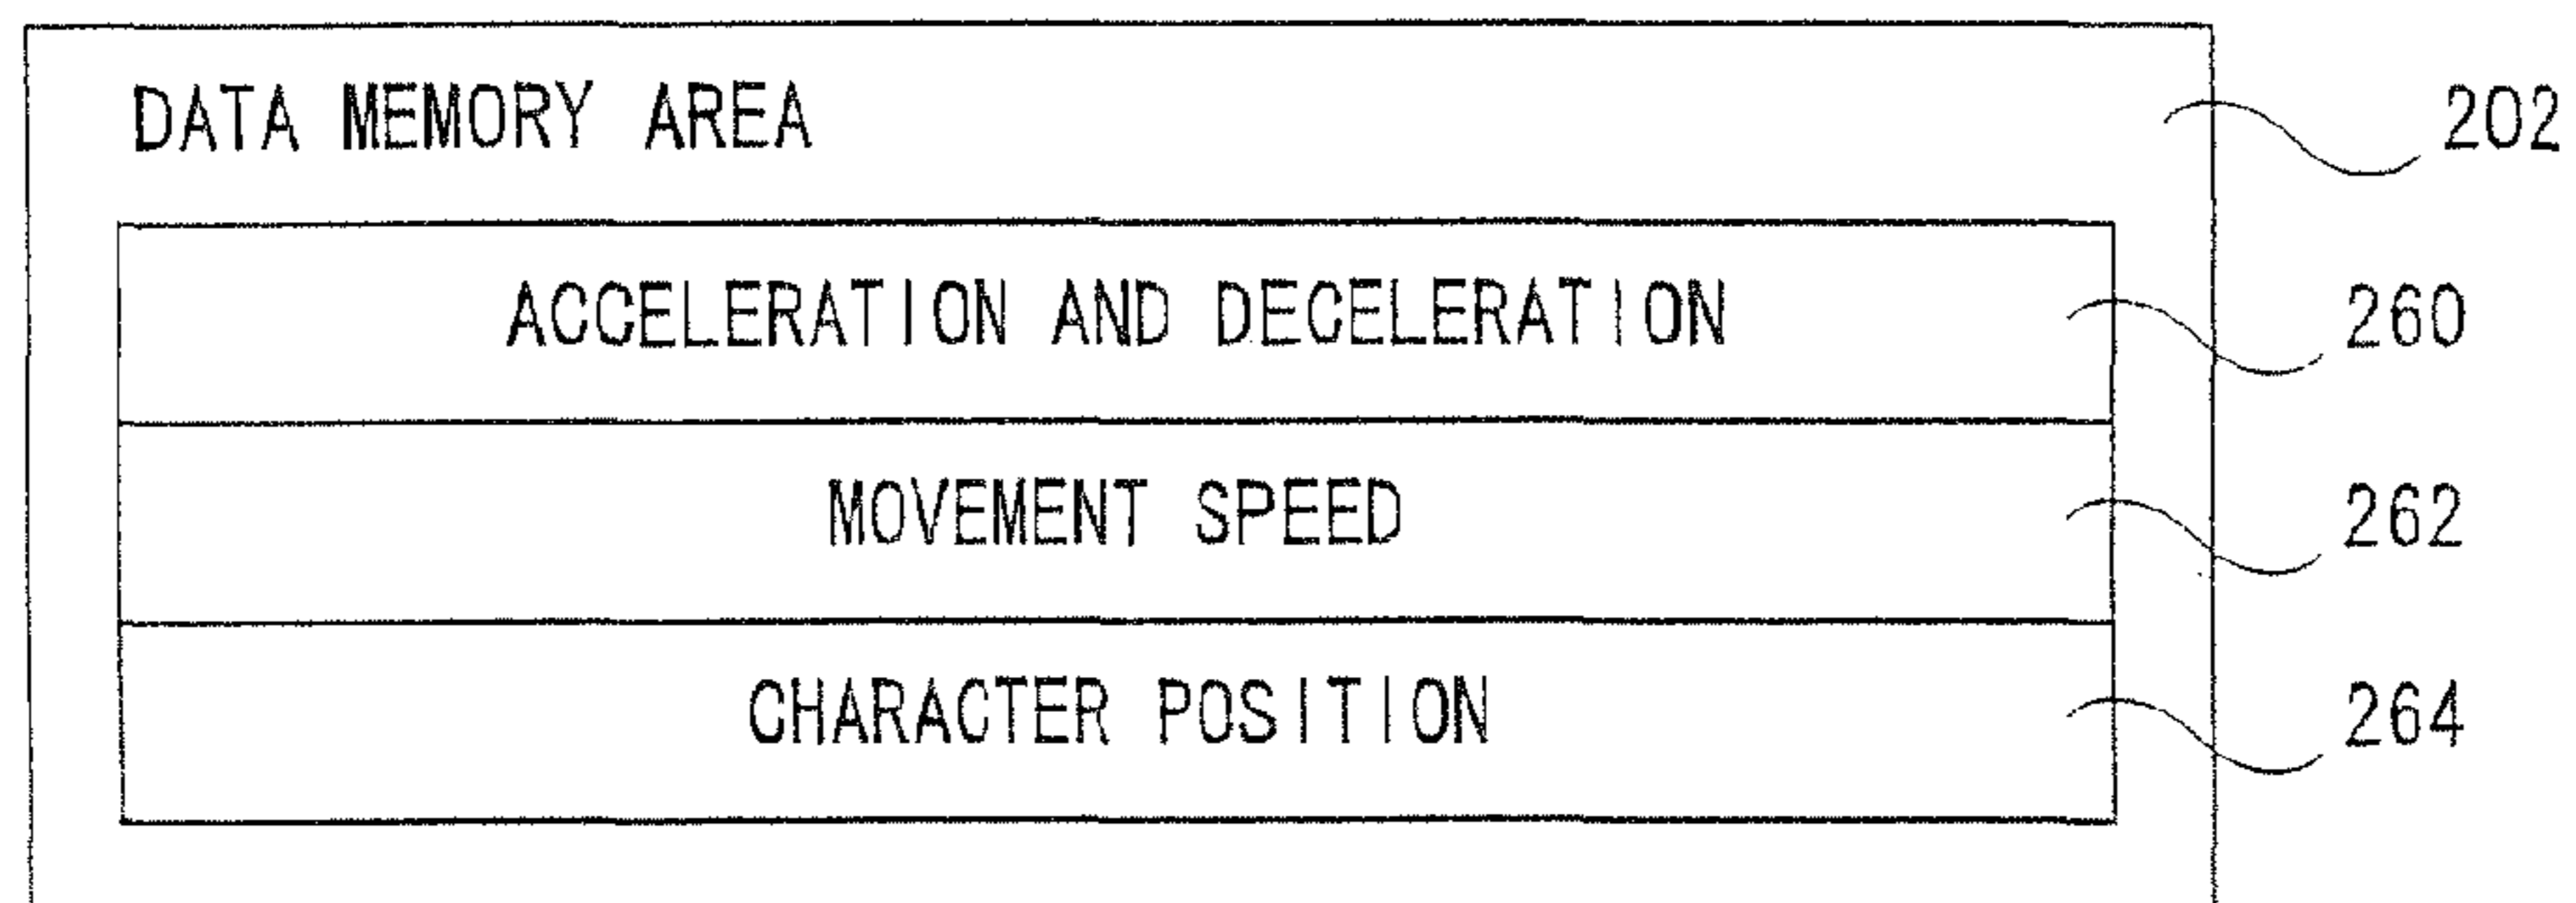 DATA MEMORY AREA 202
ACCELERATION AND DECELERATION 260
MOVEMENT SPEED 262
CHARACTER POSITION 264